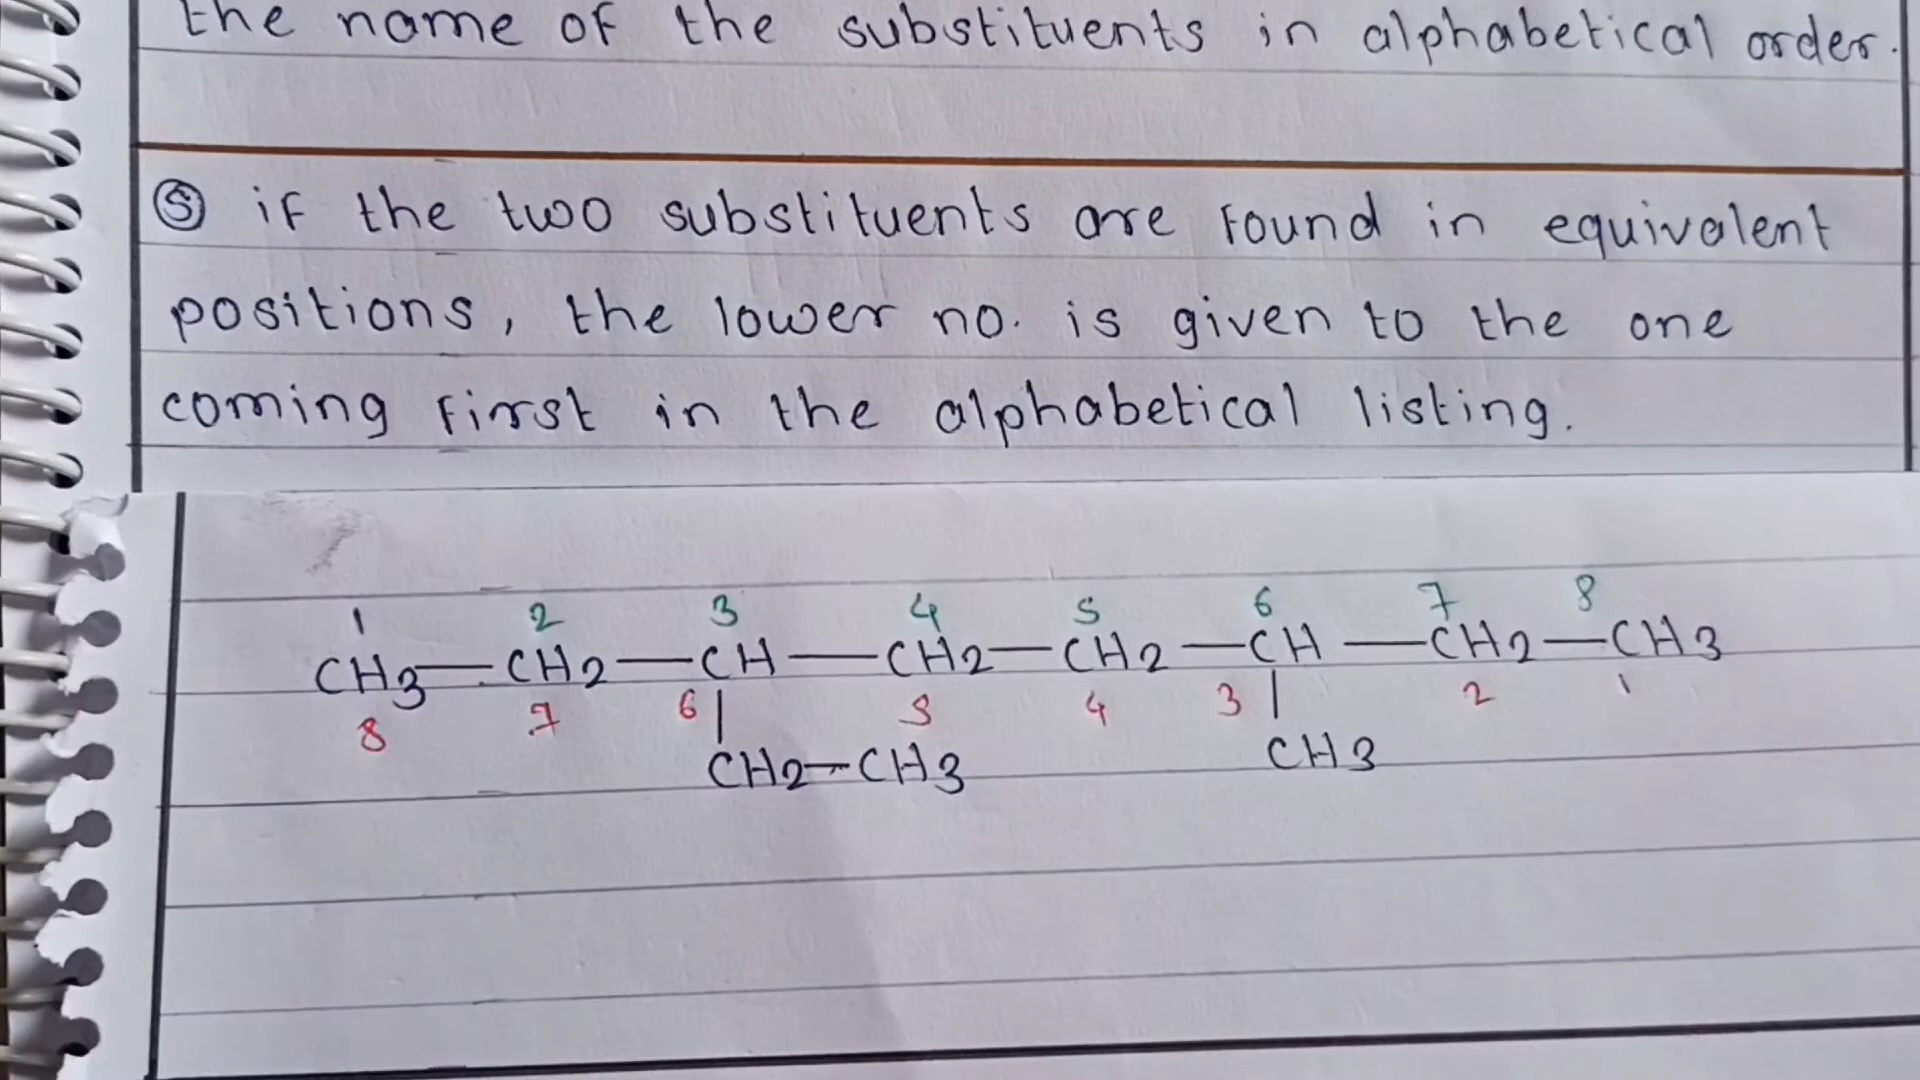 the name of the substituents in alphabetical order.
⑤ if the two substituents are found in equivalent
positions, the lower no. is given to the one
coming first in the alphabetical listing.
1 2 3 4 5 6 7 8
CH3—CH2—CH—CH2—CH2—CH—CH2—CH3
8 7 6 | 5 4 3 | 2 1
CH2—CH3 CH3